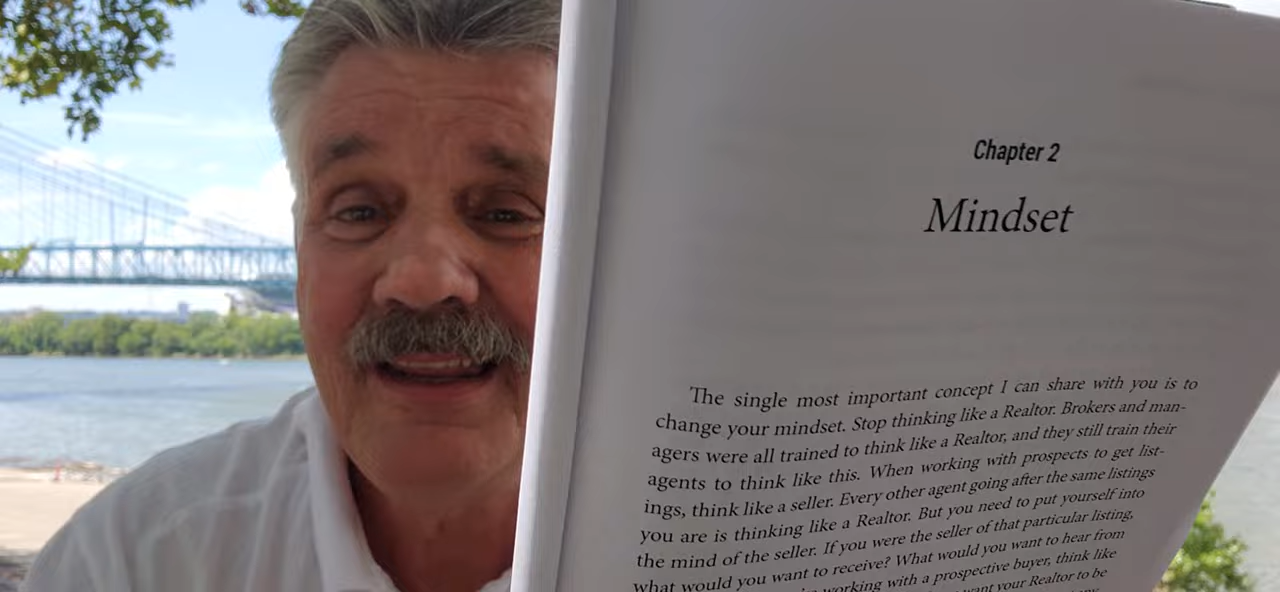 Chapter 2
Mindset
The single most important concept I can share with you is to
change your mindset. Stop thinking like a Realtor. Brokers and man-
agers were all trained to think like a Realtor, and they still train their
agents to think like this. When working with prospects to get list-
ings, think like a seller. Every other agent going after the same listings
you are is thinking like a Realtor. But you need to put yourself into
the mind of the seller. If you were the seller of that particular listing,
what would you want to receive? What would you want to hear from
working with a prospective buyer, think like
want your Realtor to be